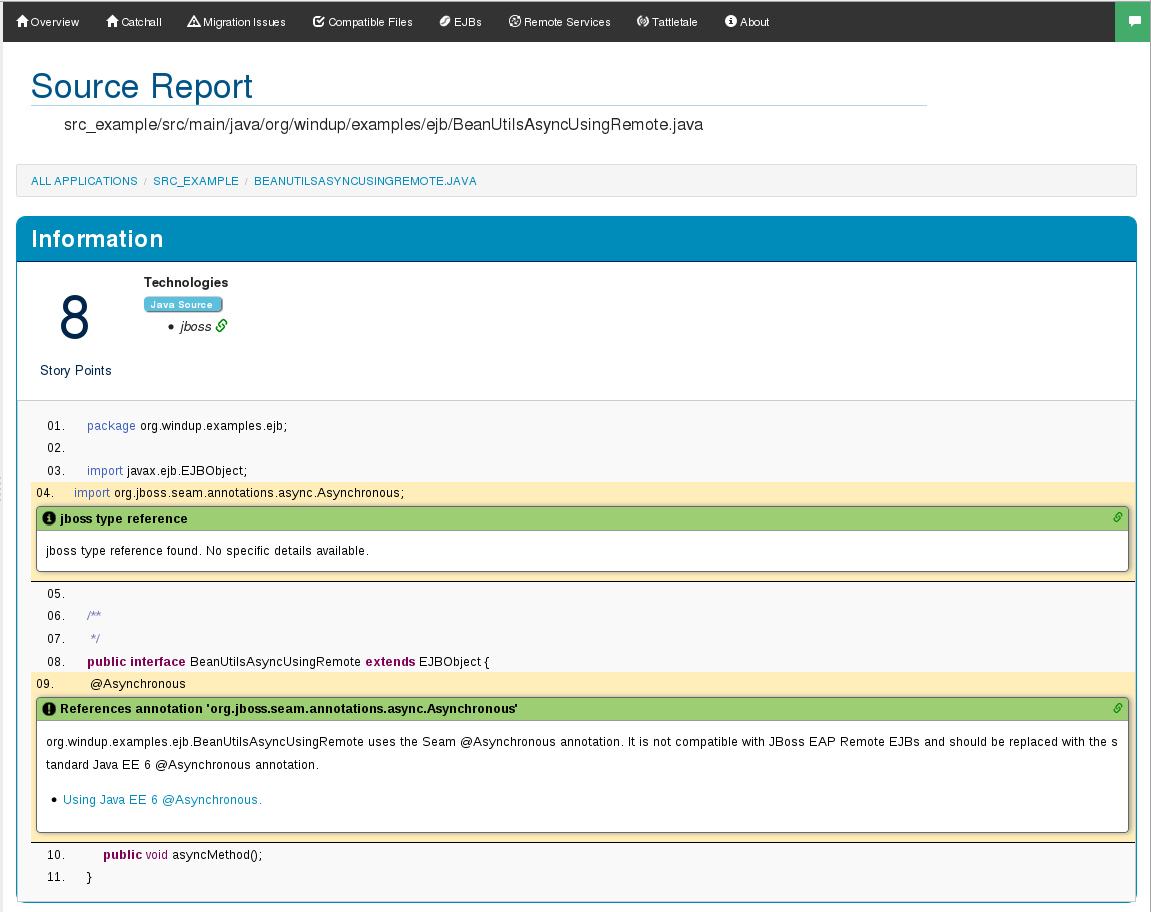 Overview Catchall Migration Issues Compatible Files EJBs Remote Services Tattletale About
Source Report
src_example/src/main/java/org/windup/examples/ejb/BeanUtilsAsyncUsingRemote.java
ALL APPLICATIONS / SRC_EXAMPLE / BEANUTILSASYNCUSINGREMOTE.JAVA
Information
8
Story Points
Technologies
Java Source
• jboss
01. package org.windup.examples.ejb;
02.
03. import javax.ejb.EJBObject;
04. import org.jboss.seam.annotations.async.Asynchronous;
jboss type reference
jboss type reference found. No specific details available.
05.
06. /**
07. */
08. public interface BeanUtilsAsyncUsingRemote extends EJBObject {
09. @Asynchronous
References annotation 'org.jboss.seam.annotations.async.Asynchronous'
org.windup.examples.ejb.BeanUtilsAsyncUsingRemote uses the Seam @Asynchronous annotation. It is not compatible with JBoss EAP Remote EJBs and should be replaced with the s
tandard Java EE 6 @Asynchronous annotation.
• Using Java EE 6 @Asynchronous.
10. public void asyncMethod();
11. }